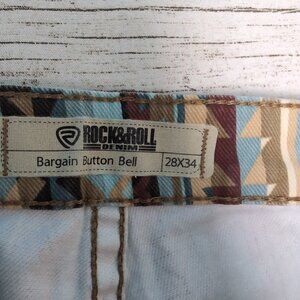 ROCK&ROLL
DENIM
Bargain Button Bell 28X34